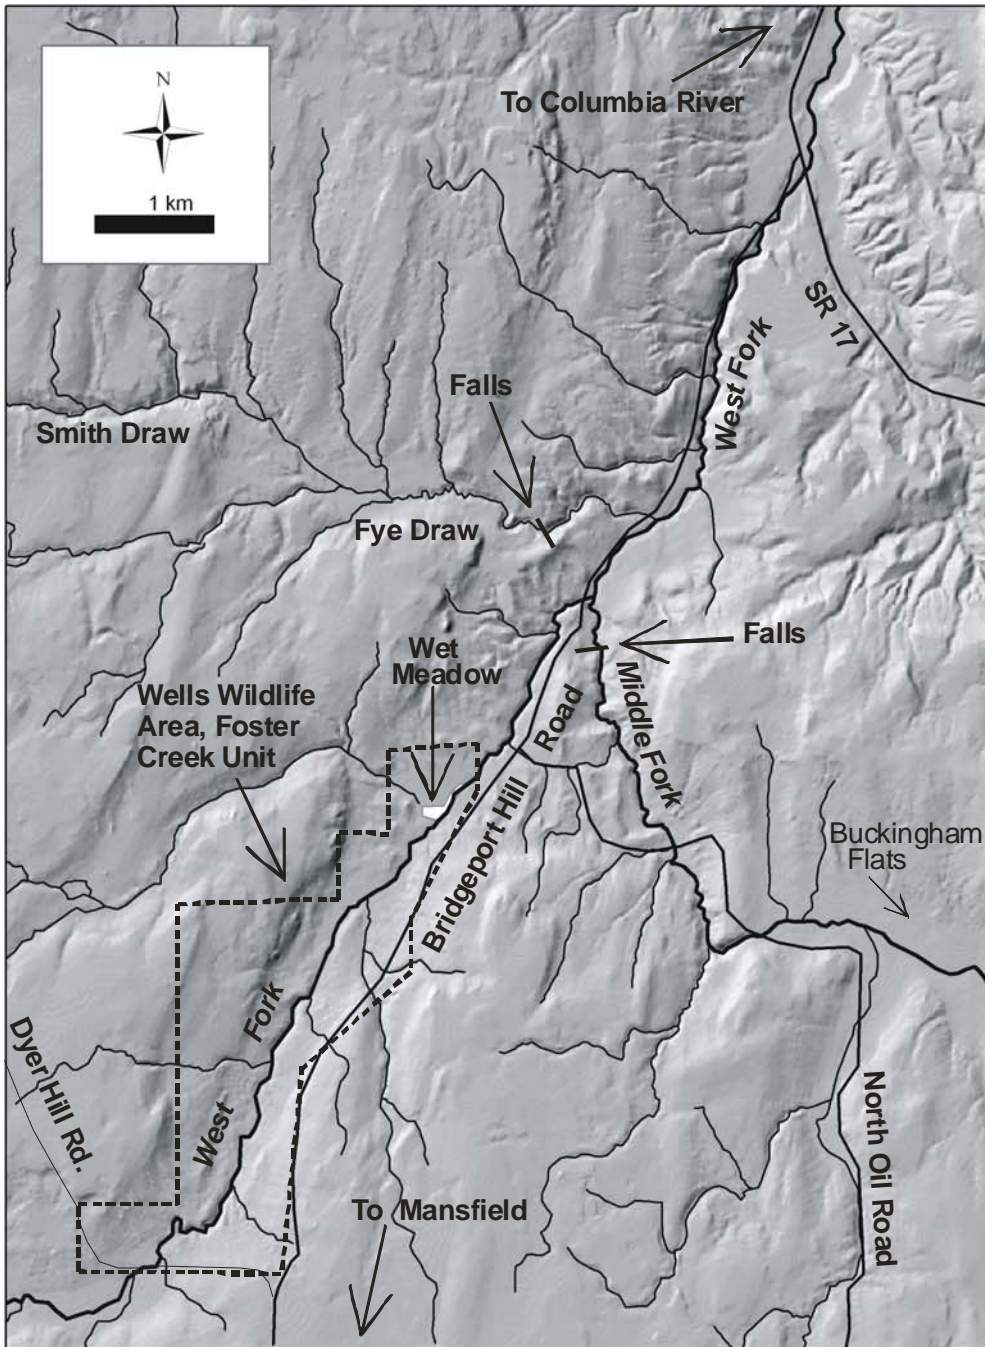 To Columbia River
N
1 km
SR 17
West Fork
Falls
Smith Draw
Fye Draw
Falls
Wet
Meadow
Middle Fork
Wells Wildlife
Area, Foster
Creek Unit
Bridgeport Hill Road
Buckingham
Flats
West Fork
Dyer Hill Rd.
North Oil Road
To Mansfield